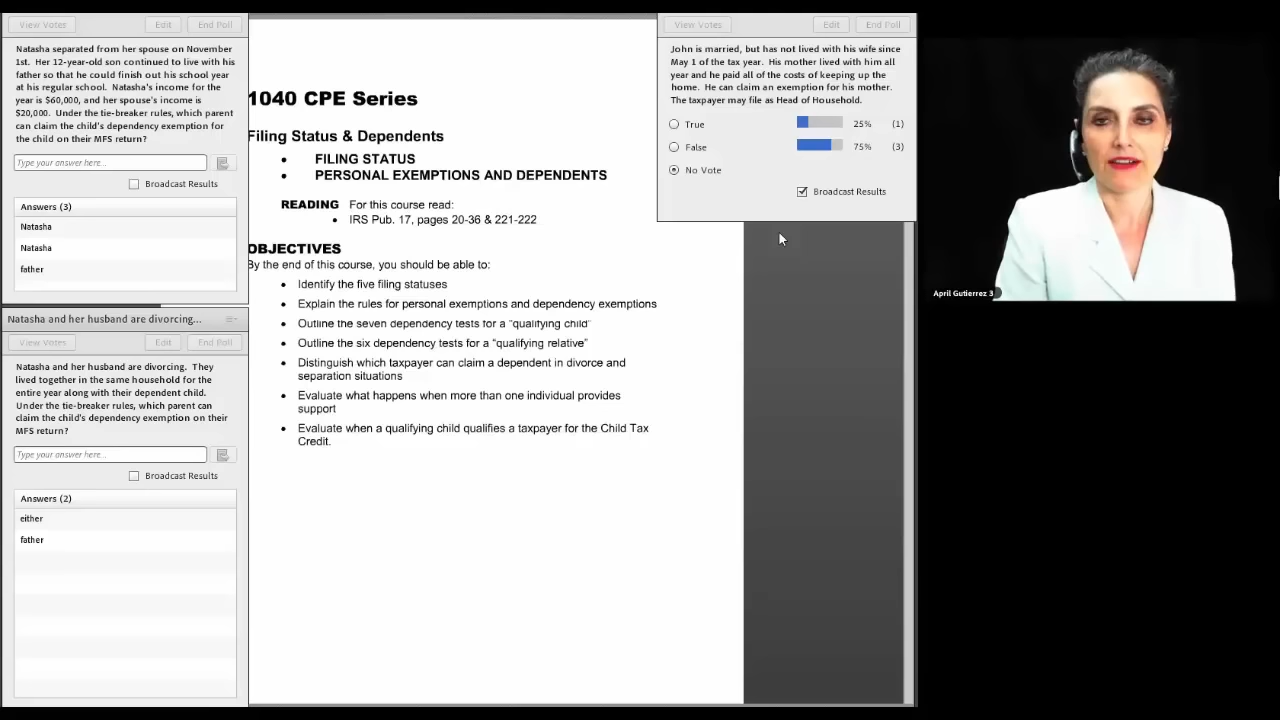 View Votes Edit End Poll
Natasha separated from her spouse on November
1st. Her 12-year-old son continued to live with his
father so that he could finish out his school year
at his regular school. Natasha's income for the
year is $60,000, and her spouse's income is
$20,000. Under the tie-breaker rules, which parent
can claim the child's dependency exemption for
the child on their MFS return?
Type your answer here...
Broadcast Results
Answers (3)
Natasha
Natasha
father
Natasha and her husband are divorcing...
View Votes Edit End Poll
Natasha and her husband are divorcing. They
lived together in the same household for the
entire year along with their dependent child.
Under the tie-breaker rules, which parent can
claim the child's dependency exemption on their
MFS return?
Type your answer here...
Broadcast Results
Answers (2)
either
father
1040 CPE Series
Filing Status & Dependents
• FILING STATUS
• PERSONAL EXEMPTIONS AND DEPENDENTS
READING For this course read:
• IRS Pub. 17, pages 20-36 & 221-222
OBJECTIVES
By the end of this course, you should be able to:
• Identify the five filing statuses
• Explain the rules for personal exemptions and dependency exemptions
• Outline the seven dependency tests for a "qualifying child"
• Outline the six dependency tests for a "qualifying relative"
• Distinguish which taxpayer can claim a dependent in divorce and
separation situations
• Evaluate what happens when more than one individual provides
support
• Evaluate when a qualifying child qualifies a taxpayer for the Child Tax
Credit.
View Votes Edit End Poll
John is married, but has not lived with his wife since
May 1 of the tax year. His mother lived with him all
year and he paid all of the costs of keeping up the
home. He can claim an exemption for his mother.
The taxpayer may file as Head of Household.
True 25% (1)
False 75% (3)
No Vote
Broadcast Results
April Gutierrez 3